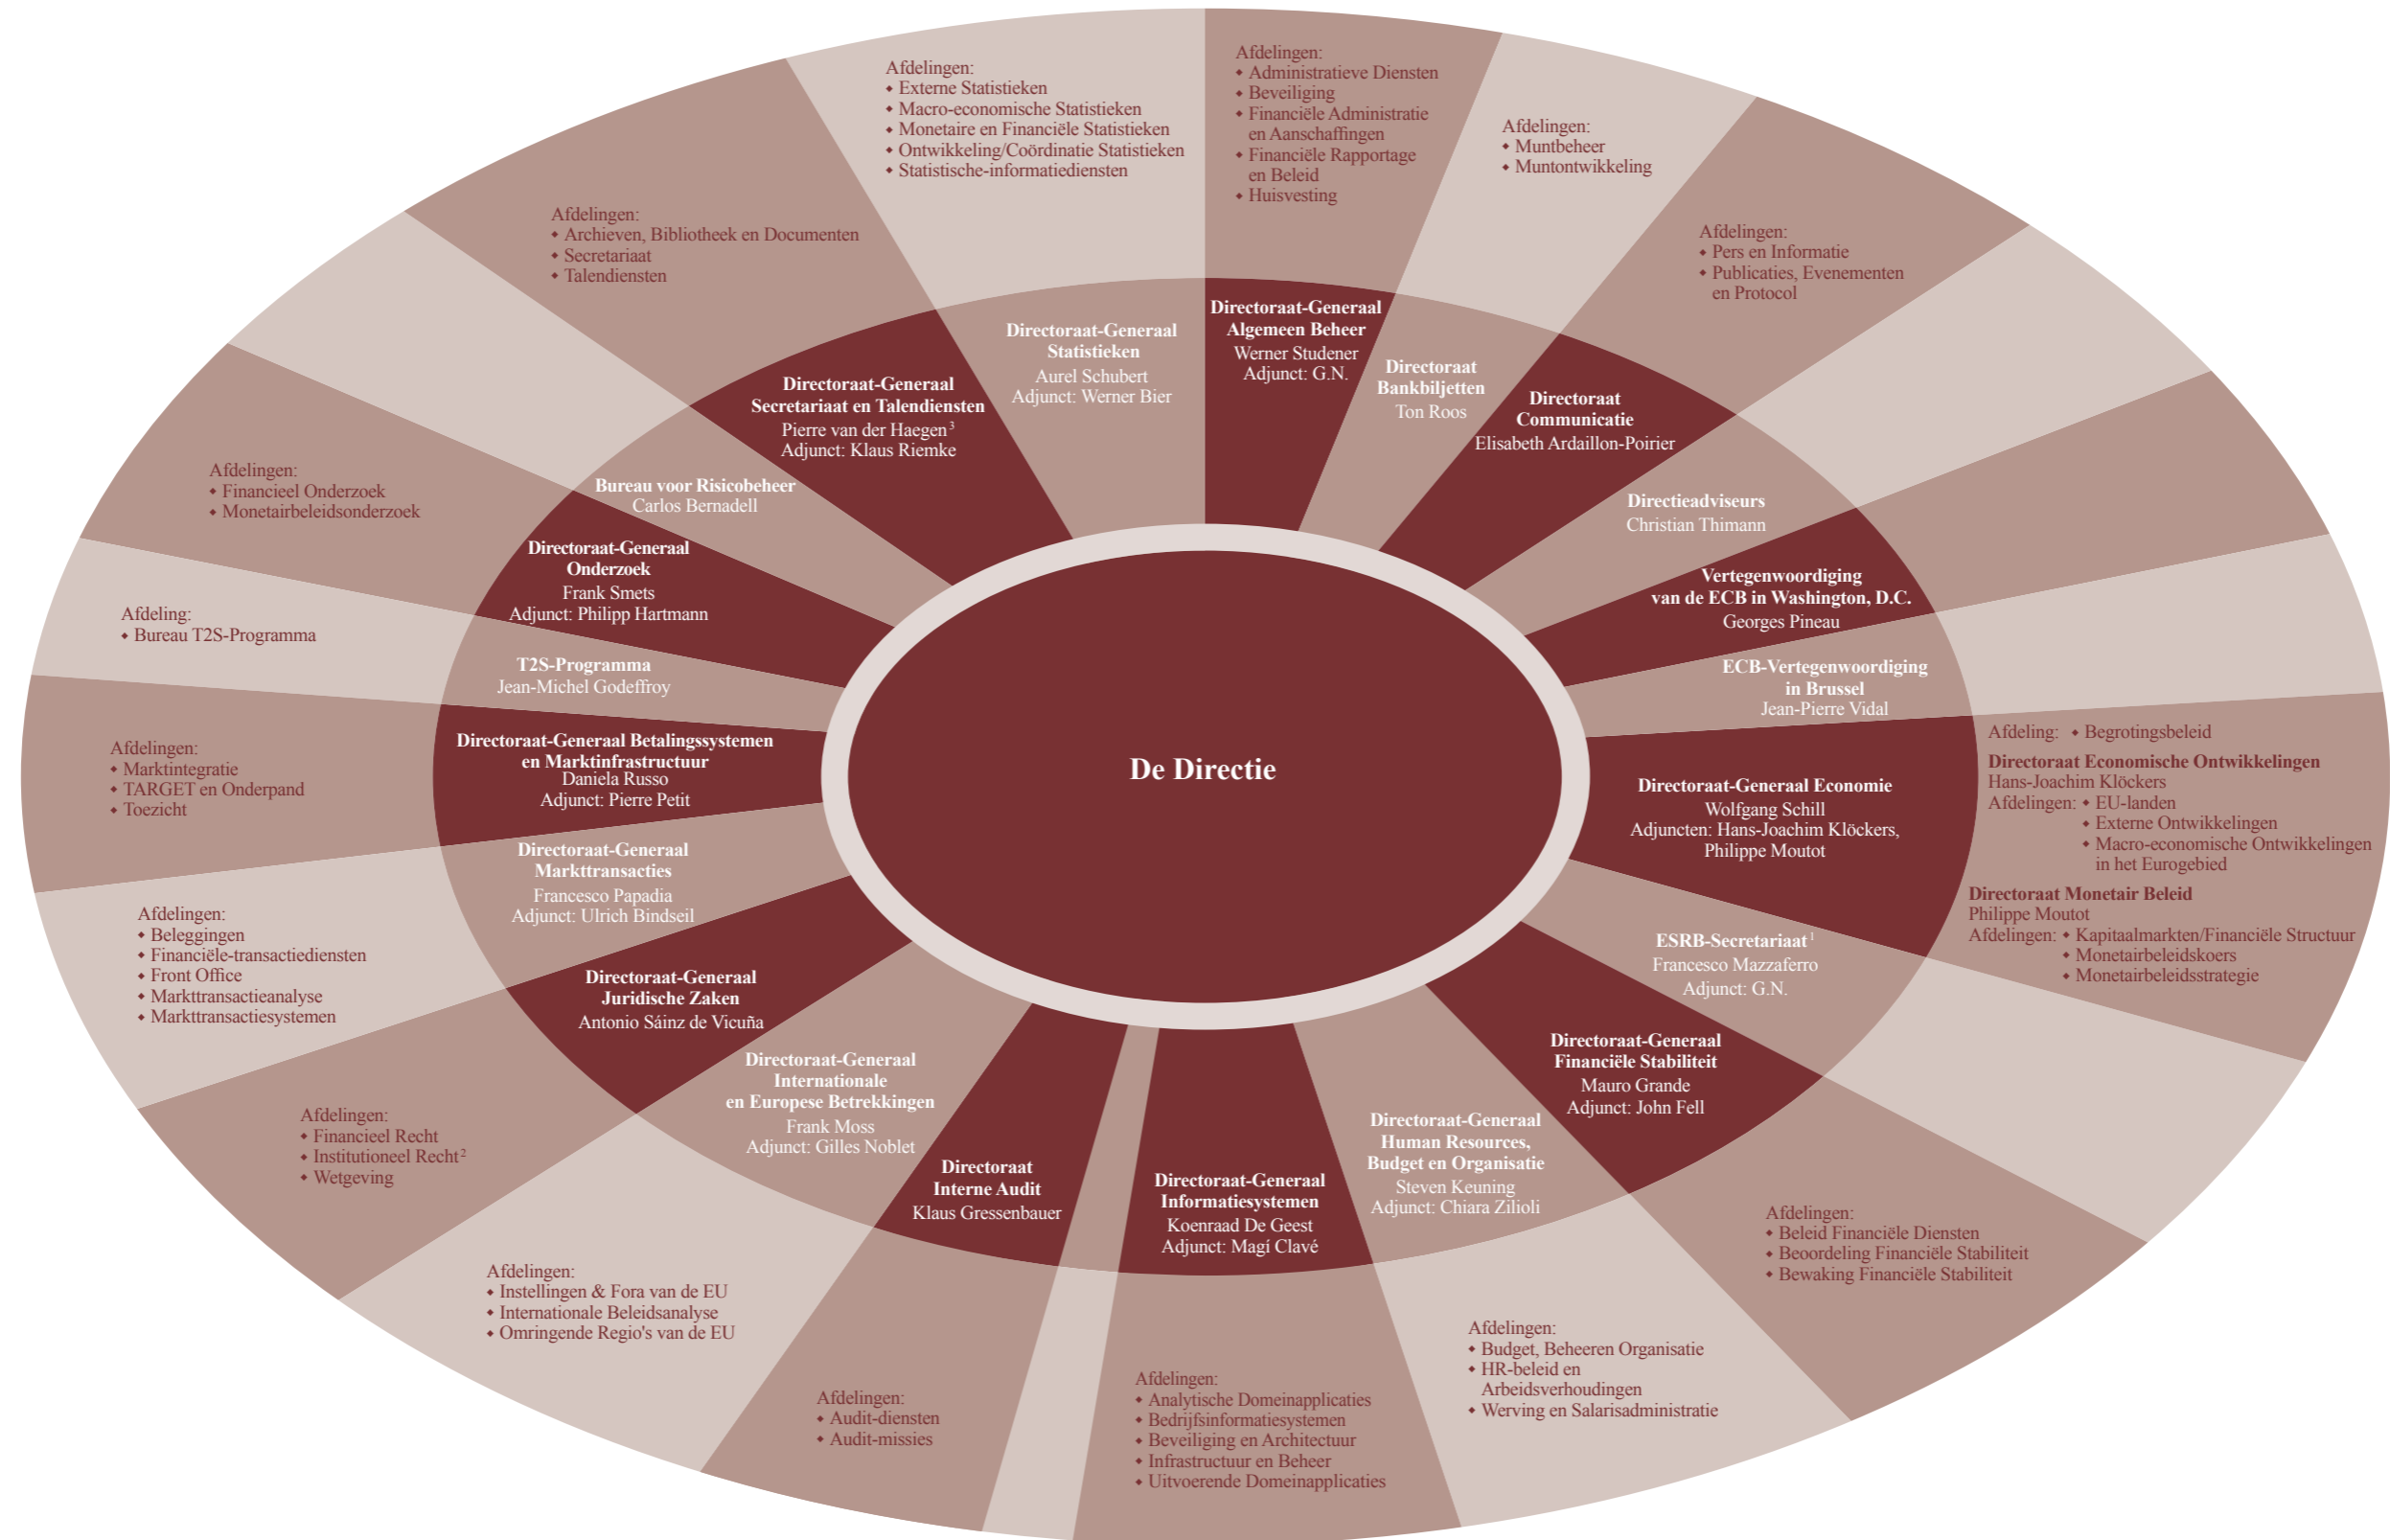 Afdelingen:
◆ Administratieve Diensten
◆ Beveiliging
◆ Financiële Administratie
en Aanschaffingen
◆ Financiële Rapportage
en Beleid
◆ Huisvesting
Directoraat-Generaal
Algemeen Beheer
Werner Studener
Adjunct: G.N.
Afdelingen:
◆ Muntbeheer
◆ Muntontwikkeling
Directoraat
Bankbiljetten
Ton Roos
Afdelingen:
◆ Pers en Informatie
◆ Publicaties, Evenementen
en Protocol
Directoraat
Communicatie
Elisabeth Ardaillon-Poirier
Directieadviseurs
Christian Thimann
Vertegenwoordiging
van de ECB in Washington, D.C.
Georges Pineau
ECB-Vertegenwoordiging
in Brussel
Jean-Pierre Vidal
Directoraat-Generaal Economie
Wolfgang Schill
Adjuncten: Hans-Joachim Klöckers,
Philippe Moutot
Afdeling: ◆ Begrotingsbeleid
Directoraat Economische Ontwikkelingen
Hans-Joachim Klöckers
Afdelingen: ◆ EU-landen
◆ Externe Ontwikkelingen
◆ Macro-economische Ontwikkelingen
in het Eurogebied
Directoraat Monetair Beleid
Philippe Moutot
Afdelingen: ◆ Kapitaalmarkten/Financiële Structuur
◆ Monetairbeleidskoers
◆ Monetairbeleidsstrategie
ESRB-Secretariaat¹
Francesco Mazzaferro
Adjunct: G.N.
Directoraat-Generaal
Financiële Stabiliteit
Mauro Grande
Adjunct: John Fell
Afdelingen:
◆ Beleid Financiële Diensten
◆ Beoordeling Financiële Stabiliteit
◆ Bewaking Financiële Stabiliteit
Directoraat-Generaal
Human Resources,
Budget en Organisatie
Steven Keuning
Adjunct: Chiara Zilioli
Afdelingen:
◆ Budget, Beheeren Organisatie
◆ HR-beleid en
Arbeidsverhoudingen
◆ Werving en Salarisadministratie
Directoraat-Generaal
Informatiesystemen
Koenraad De Geest
Adjunct: Magí Clavé
Afdelingen:
◆ Analytische Domeinapplicaties
◆ Bedrijfsinformatiesystemen
◆ Beveiliging en Architectuur
◆ Infrastructuur en Beheer
◆ Uitvoerende Domeinapplicaties
Directoraat
Interne Audit
Klaus Gressenbauer
Afdelingen:
◆ Audit-diensten
◆ Audit-missies
Directoraat-Generaal
Internationale
en Europese Betrekkingen
Frank Moss
Adjunct: Gilles Noblet
Afdelingen:
◆ Instellingen & Fora van de EU
◆ Internationale Beleidsanalyse
◆ Omringende Regio's van de EU
Directoraat-Generaal
Juridische Zaken
Antonio Sáinz de Vicuña
Afdelingen:
◆ Financieel Recht
◆ Institutioneel Recht²
◆ Wetgeving
Directoraat-Generaal
Markttransacties
Francesco Papadia
Adjunct: Ulrich Bindseil
Afdelingen:
◆ Beleggingen
◆ Financiële-transactiediensten
◆ Front Office
◆ Markttransactieanalyse
◆ Markttransactiesystemen
Directoraat-Generaal Betalingssystemen
en Marktinfrastructuur
Daniela Russo
Adjunct: Pierre Petit
Afdelingen:
◆ Marktintegratie
◆ TARGET en Onderpand
◆ Toezicht
T2S-Programma
Jean-Michel Godeffroy
Afdeling:
◆ Bureau T2S-Programma
Directoraat-Generaal
Onderzoek
Frank Smets
Adjunct: Philipp Hartmann
Afdelingen:
◆ Financieel Onderzoek
◆ Monetairbeleidsonderzoek
Bureau voor Risicobeheer
Carlos Bernadell
Directoraat-Generaal
Secretariaat en Talendiensten
Pierre van der Haegen³
Adjunct: Klaus Riemke
Afdelingen:
◆ Archieven, Bibliotheek en Documenten
◆ Secretariaat
◆ Talendiensten
Directoraat-Generaal
Statistieken
Aurel Schubert
Adjunct: Werner Bier
Afdelingen:
◆ Externe Statistieken
◆ Macro-economische Statistieken
◆ Monetaire en Financiële Statistieken
◆ Ontwikkeling/Coördinatie Statistieken
◆ Statistische-informatiediensten
De Directie